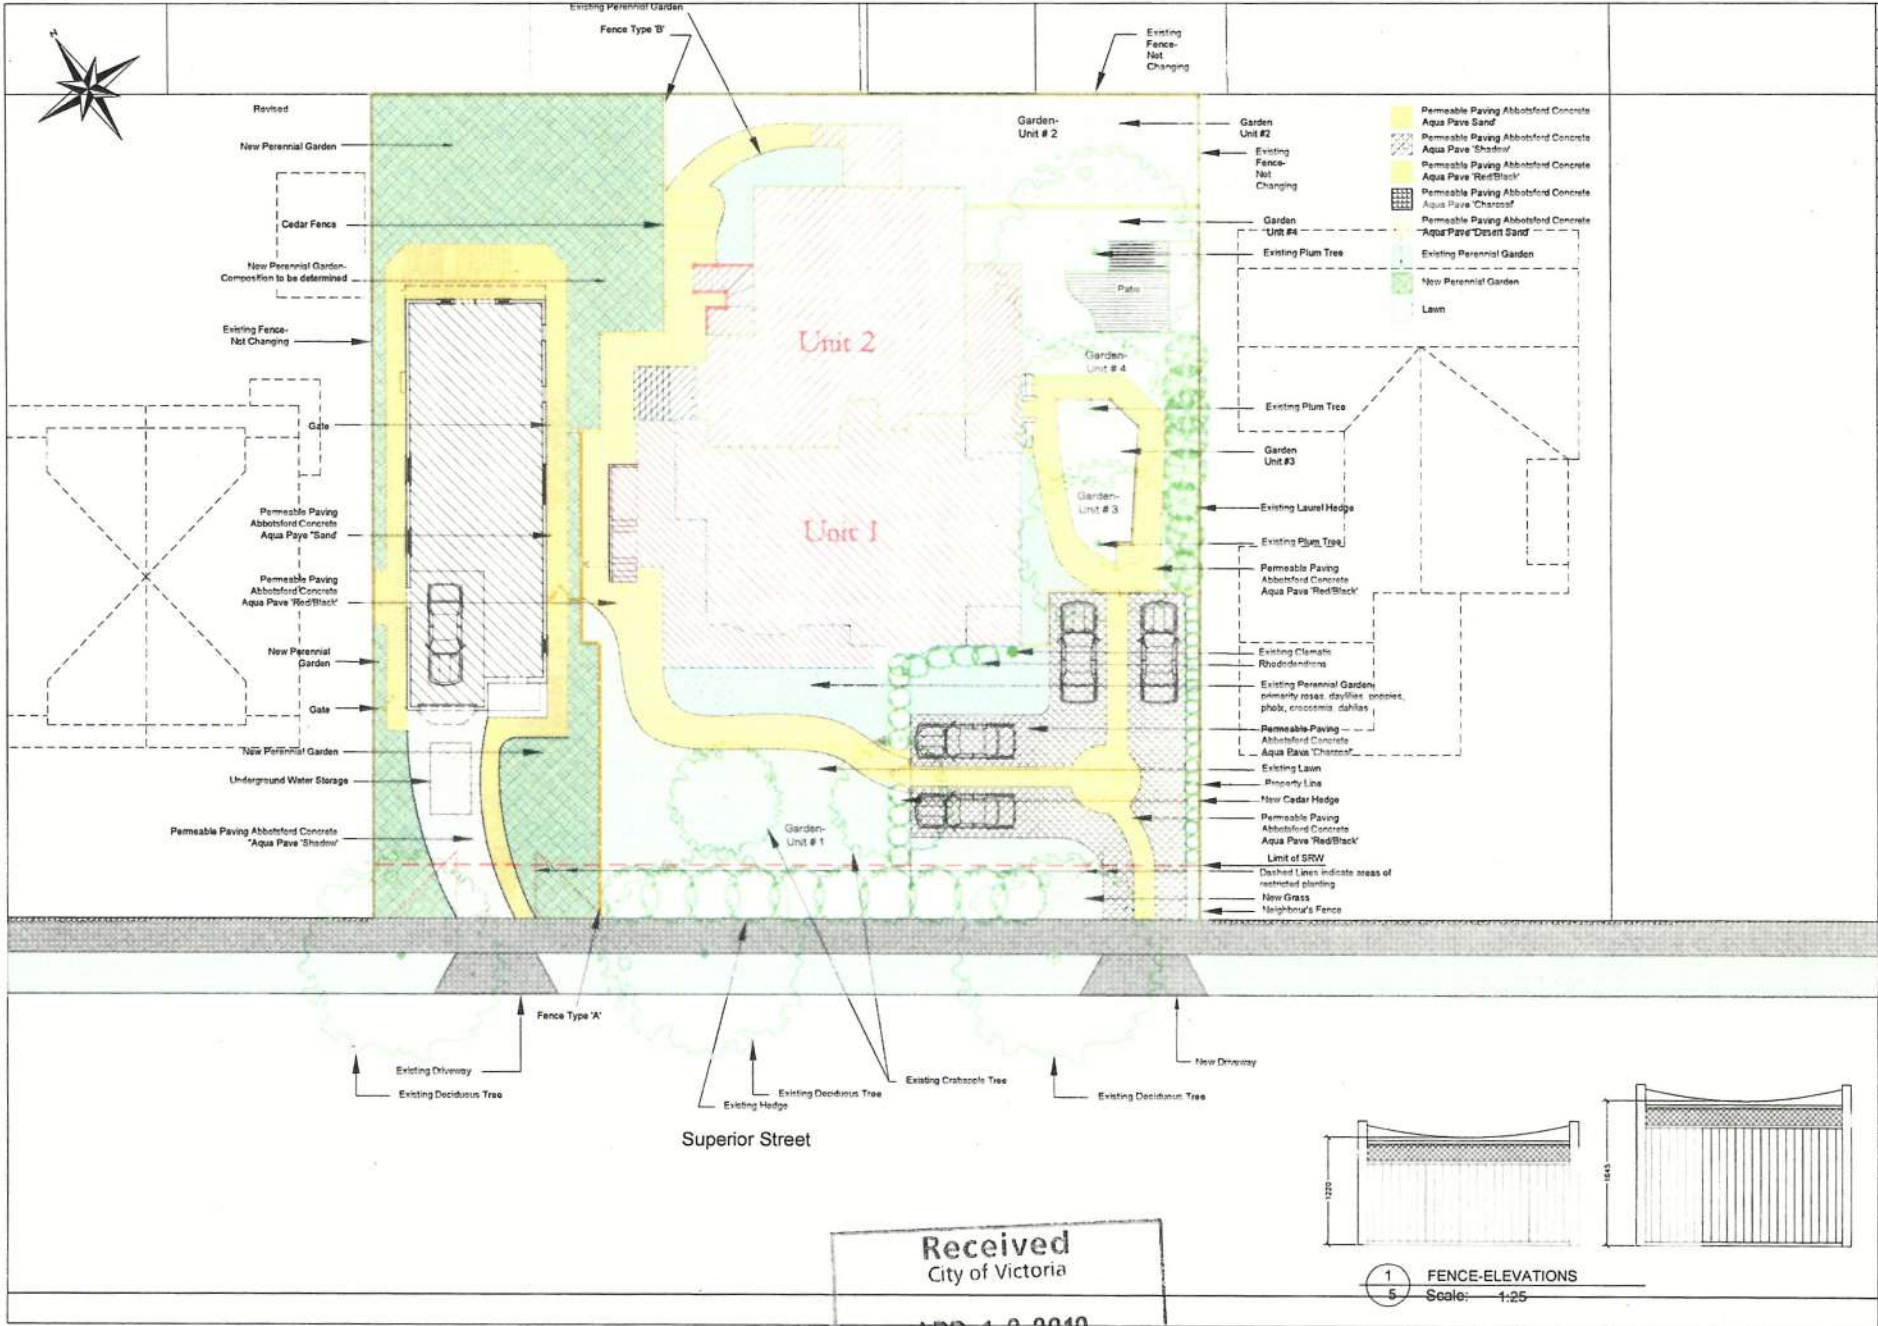 Existing Perennial Garden
Fence Type 'B'
Existing
Fence-
Not
Changing
N
Revised
New Perennial Garden
Cedar Fence
New Perennial Garden-
Composition to be determined
Existing Fence-
Not Changing
Gate
Permeable Paving
Abbotsford Concrete
Aqua Pave "Sand'
Permeable Paving
Abbotsford Concrete
Aqua Pave 'Red/Black'
New Perennial
Garden
Gate
New Perennial Garden
Underground Water Storage
Permeable Paving Abbotsford Concrete
"Aqua Pave 'Shadow'
Garden-
Unit # 2
Unit 2
Unit 1
Patio
Garden-
Unit # 4
Garden-
Unit # 3
Garden-
Unit # 1
Garden
Unit #2
Existing
Fence-
Not
Changing
Garden
Unit #4
Existing Plum Tree
Existing Plum Tree
Garden
Unit #3
Existing Laurel Hedge
Existing Plum Tree
Permeable Paving
Abbotsford Concrete
Aqua Pave 'Red/Black'
Existing Clematis
Rhododendrons
Existing Perennial Garden
primarily roses, daylilies, poppies,
pholx, crocosmia, dahlias
Permeable Paving
Abbotsford Concrete
Aqua Pave 'Charcoal'
Existing Lawn
Property Line
New Cedar Hedge
Permeable Paving
Abbotsford Concrete
Aqua Pave 'Red/Black'
Limit of SRW
Dashed Lines indicate areas of
restricted planting
New Grass
Neighbour's Fence
Permeable Paving Abbotsford Concrete
Aqua Pave Sand'
Permeable Paving Abbotsford Concrete
Aqua Pave 'Shadow'
Permeable Paving Abbotsford Concrete
Aqua Pave 'Red/Black'
Permeable Paving Abbotsford Concrete
Aqua Pave 'Charcoal'
Permeable Paving Abbotsford Concrete
Aqua Pave "Desert Sand'
Existing Perennial Garden
New Perennial Garden
Lawn
Fence Type 'A'
Existing Driveway
Existing Deciduous Tree
Existing Deciduous Tree
Existing Hedge
Existing Crabapple Tree
Existing Deciduous Tree
New Driveway
Superior Street
1220
1645
1
5
FENCE-ELEVATIONS
Scale: 1:25
Received
City of Victoria